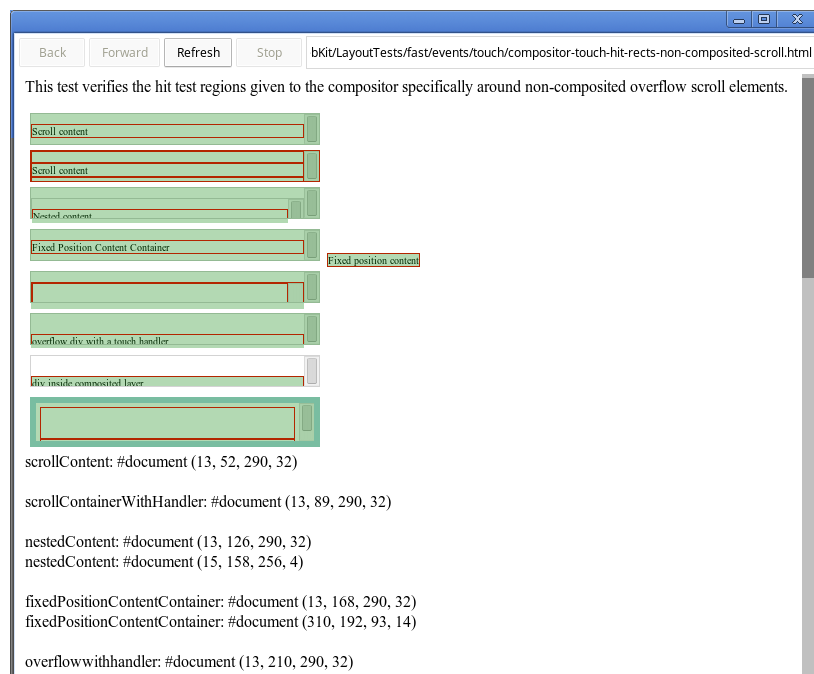 Back
Forward
Refresh
Stop
bKit/LayoutTests/fast/events/touch/compositor-touch-hit-rects-non-composited-scroll.html
This test verifies the hit test regions given to the compositor specifically around non-composited overflow scroll elements.
Scroll content
Scroll content
Nested content
Fixed Position Content Container
Fixed position content
overflow div with a touch handler
div inside composited layer
scrollContent: #document (13, 52, 290, 32)
scrollContainerWithHandler: #document (13, 89, 290, 32)
nestedContent: #document (13, 126, 290, 32)
nestedContent: #document (15, 158, 256, 4)
fixedPositionContentContainer: #document (13, 168, 290, 32)
fixedPositionContentContainer: #document (310, 192, 93, 14)
overflowwithhandler: #document (13, 210, 290, 32)